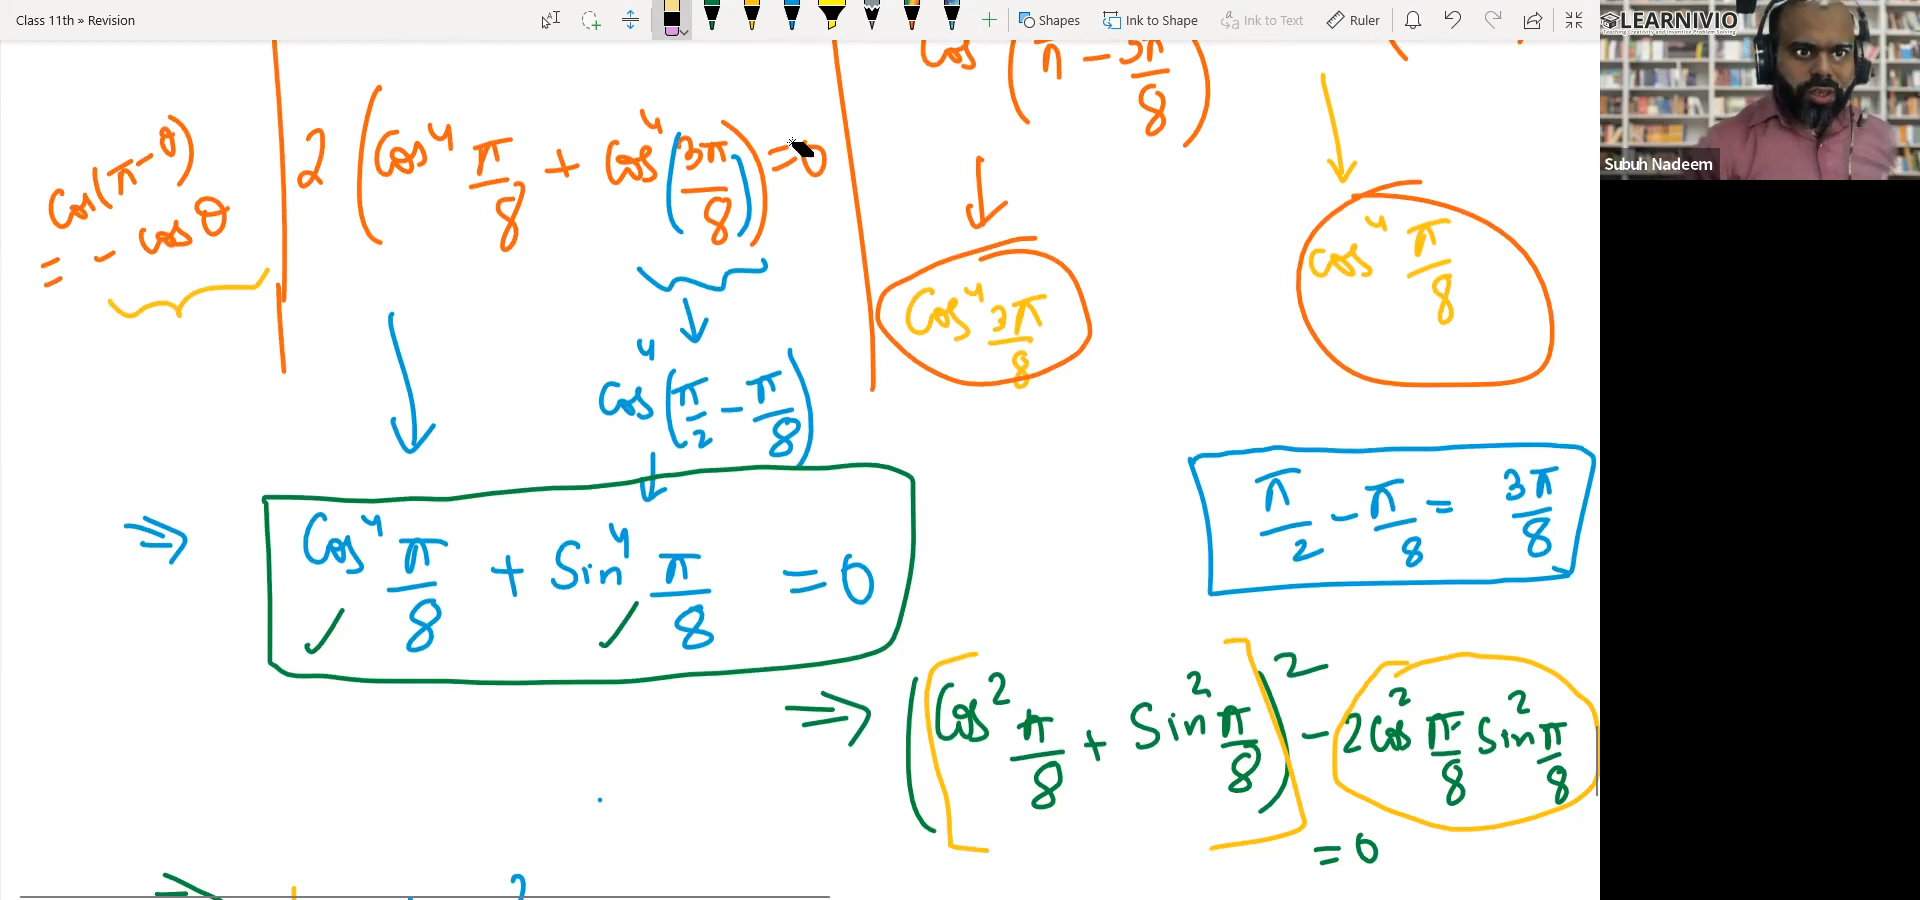 Class 11th » Revision
Shapes
Ink to Shape
Ink to Text
Ruler
LEARNIVIO
Subuh Nadeem
cos (π - 3π/8)
cos(π - θ)
= - cos θ
2 (cos⁴ π/8 + cos⁴ (3π/8)) = 0
cos⁴ 3π/8
cos⁴ π/8
cos⁴ (π/2 - π/8)
π/2 - π/8 = 3π/8
⇒ cos⁴ π/8 + sin⁴ π/8 = 0
⇒ (cos² π/8 + sin² π/8)² - 2cos² π/8 sin² π/8
= 0